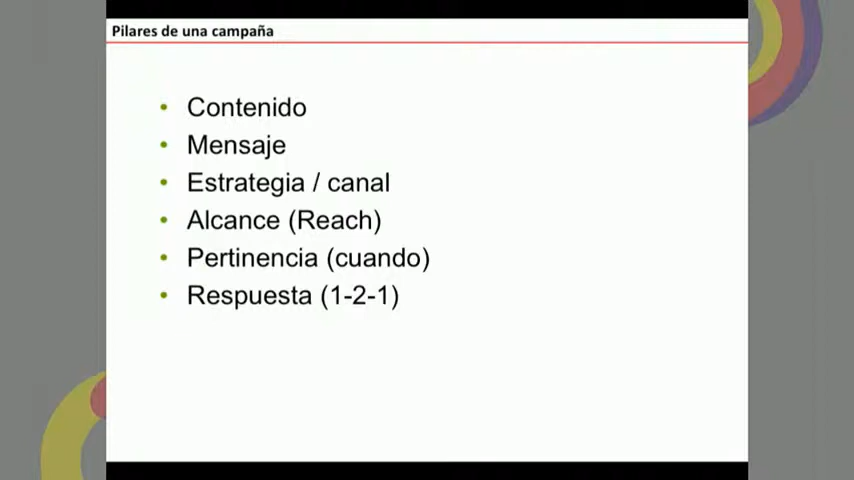 Pilares de una campaña
• Contenido
• Mensaje
• Estrategia / canal
• Alcance (Reach)
• Pertinencia (cuando)
• Respuesta (1-2-1)